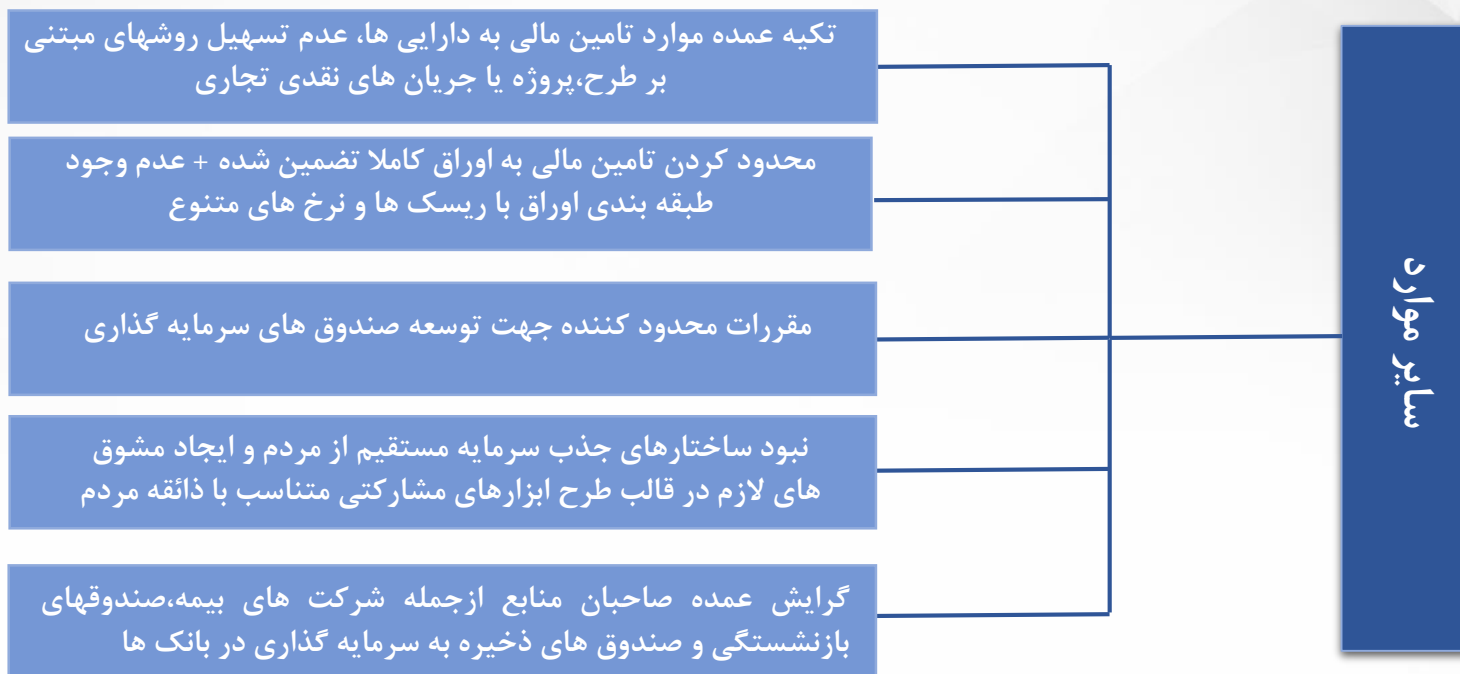 سایر موارد
تکیه عمده موارد تامین مالی به دارایی ها، عدم تسهیل روشهای مبتنی
بر طرح،پروژه یا جریان های نقدی تجاری
محدود کردن تامین مالی به اوراق کاملا تضمین شده + عدم وجود
طبقه بندی اوراق با ریسک ها و نرخ های متنوع
مقررات محدود کننده جهت توسعه صندوق های سرمایه گذاری
نبود ساختارهای جذب سرمایه مستقیم از مردم و ایجاد مشوق
های لازم در قالب طرح ابزارهای مشارکتی متناسب با ذائقه مردم
گرایش عمده صاحبان منابع ازجمله شرکت های بیمه،صندوقهای
بازنشستگی و صندوق های ذخیره به سرمایه گذاری در بانک ها